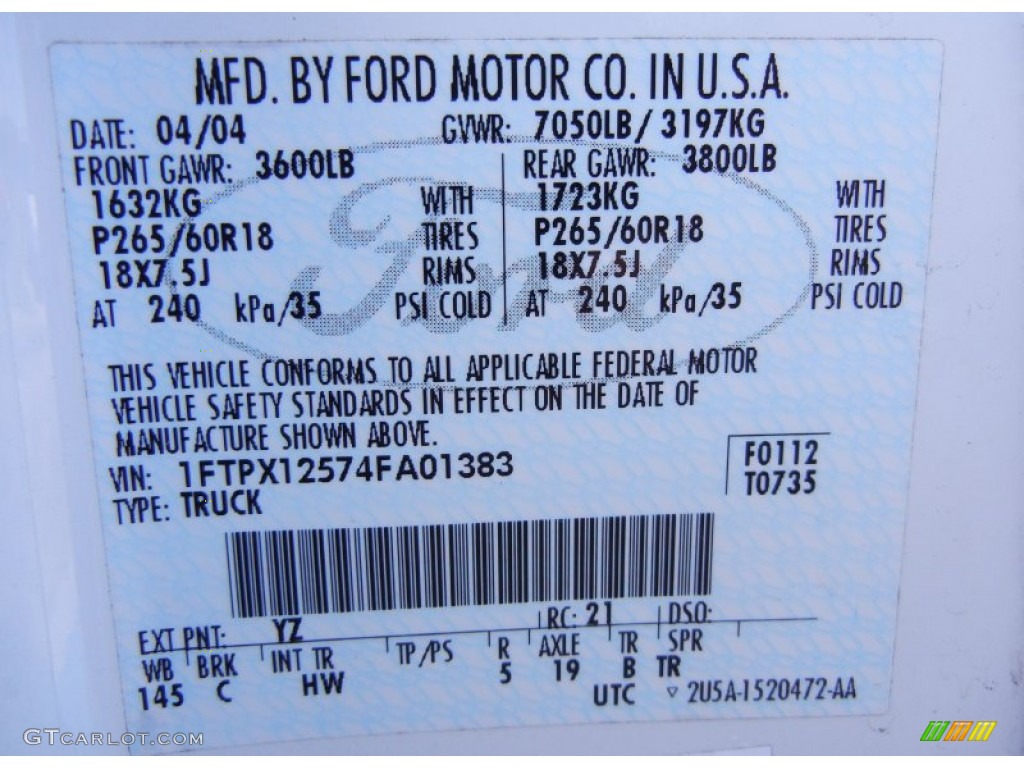 MFD. BY FORD MOTOR CO. IN U.S.A.
DATE: 04/04 GVWR: 7050LB/ 3197KG
FRONT GAWR: 3600LB REAR GAWR: 3800LB
1632KG WITH 1723KG WITH
P265/60R18 TIRES P265/60R18 TIRES
18X7.5J RIMS 18X7.5J RIMS
AT 240 kPa/35 PSI COLD AT 240 kPa/35 PSI COLD
Ford
THIS VEHICLE CONFORMS TO ALL APPLICABLE FEDERAL MOTOR
VEHICLE SAFETY STANDARDS IN EFFECT ON THE DATE OF
MANUFACTURE SHOWN ABOVE.
VIN: 1FTPX12574FA01383 F0112
TYPE: TRUCK T0735
EXT PNT: YZ RC: 21 DSO:
WB BRK INT TR TP/PS R AXLE TR SPR
145 C HW 5 19 B TR
UTC ▽ 2U5A-1520472-AA
GTCARLOT.COM